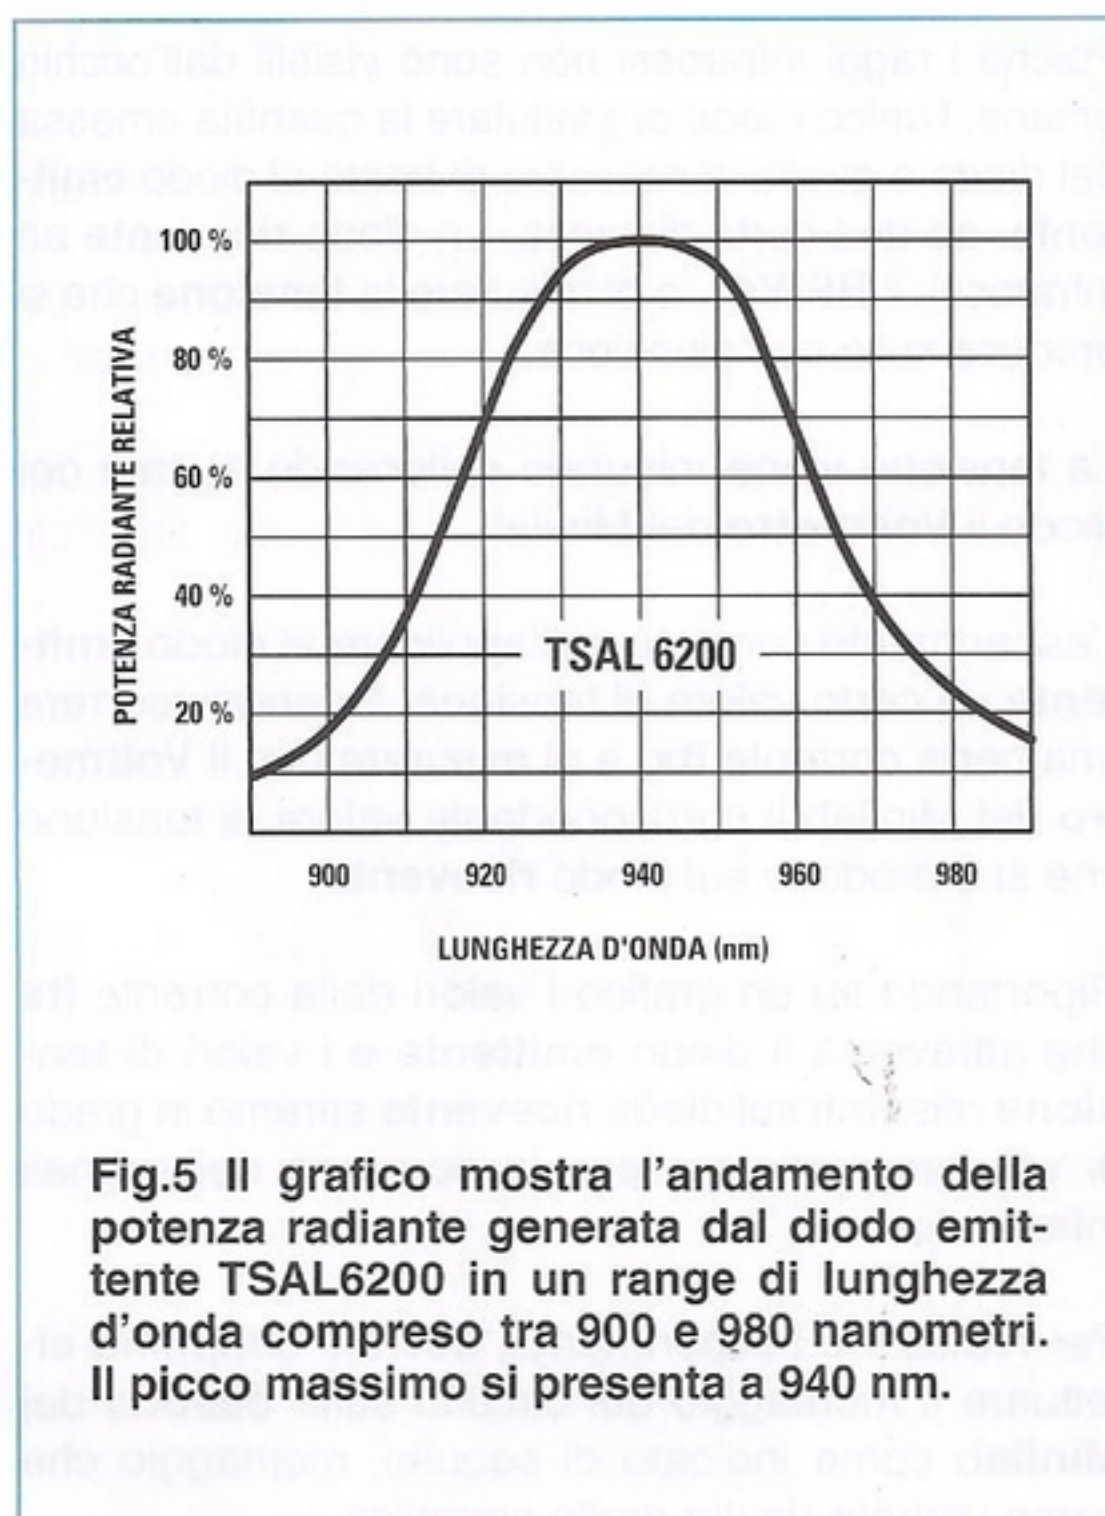 100 %
80 %
60 %
40 %
20 %
POTENZA RADIANTE RELATIVA
TSAL 6200
900 920 940 960 980
LUNGHEZZA D'ONDA (nm)
Fig.5 Il grafico mostra l'andamento della
potenza radiante generata dal diodo emit-
tente TSAL6200 in un range di lunghezza
d'onda compreso tra 900 e 980 nanometri.
Il picco massimo si presenta a 940 nm.